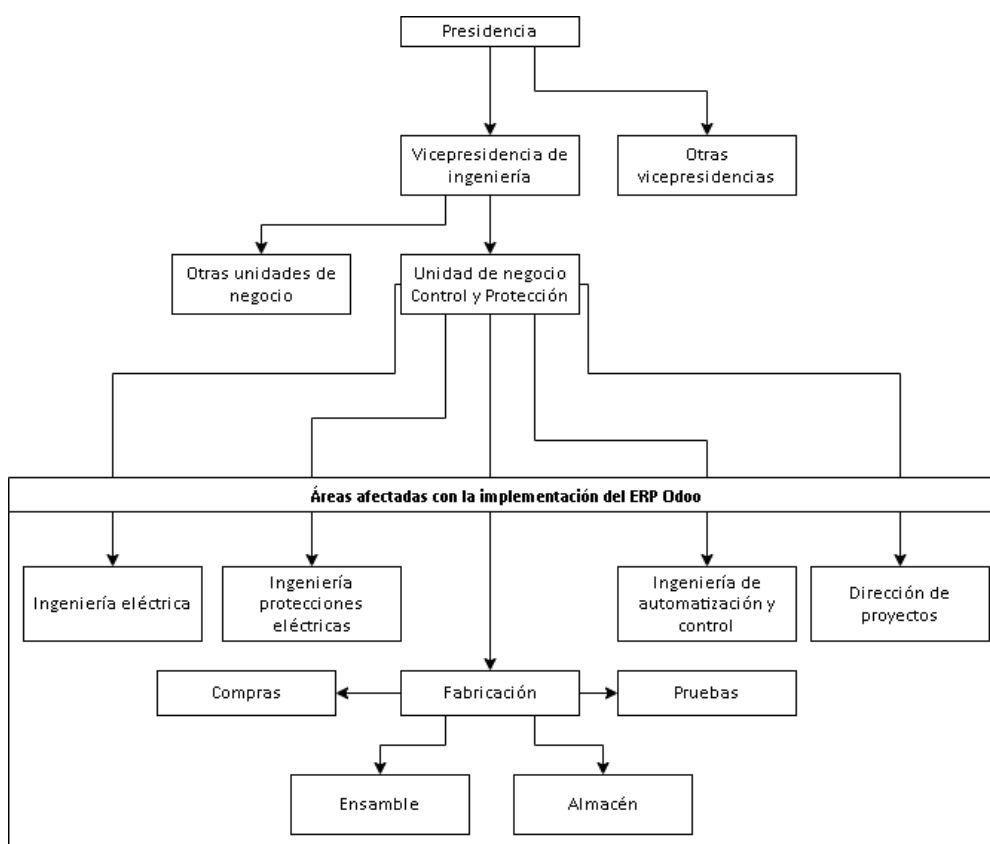 Presidencia
Vicepresidencia de
ingeniería
Otras
vicepresidencias
Otras unidades de
negocio
Unidad de negocio
Control y Protección
Áreas afectadas con la implementación del ERP Odoo
Ingeniería eléctrica
Ingeniería
protecciones
eléctricas
Ingeniería de
automatización y
control
Dirección de
proyectos
Compras
Fabricación
Pruebas
Ensamble
Almacén